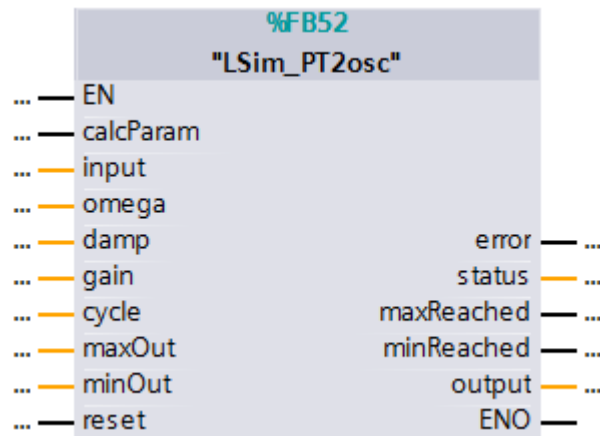 %FB52
"LSim_PT2osc"
... EN
... calcParam
... input
... omega
... damp error ...
... gain status ...
... cycle maxReached ...
... maxOut minReached ...
... minOut output ...
... reset ENO